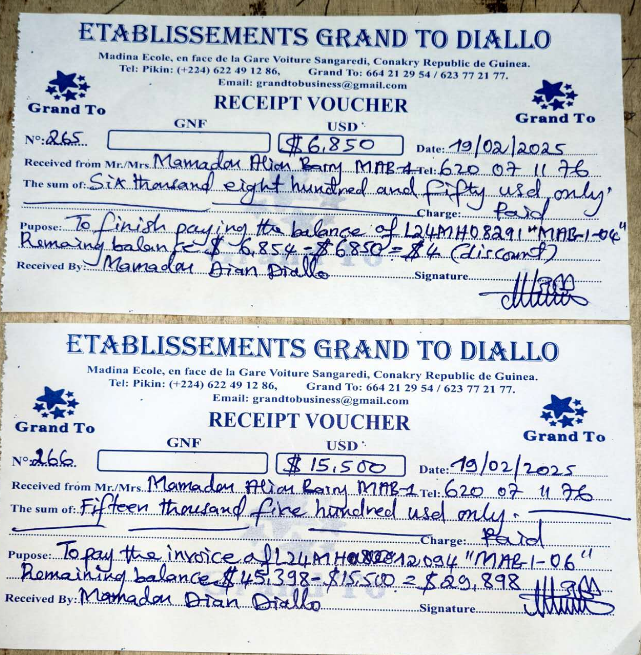 ETABLISSEMENTS GRAND TO DIALLO
Madina Ecole, en face de la Gare Voiture Sangaredi, Conakry Republic de Guinea.
Tel: Pikin: (+224) 622 49 12 86, Grand To: 664 21 29 54 / 623 77 21 77.
Email: grandtobusiness@gmail.com
Grand To RECEIPT VOUCHER Grand To
GNF USD
N°: 265 $6,850 Date: 19/02/2025
Received from Mr./Mrs. Mamadou Alion Barry MAB-1 Tel: 620 07 11 76
The sum of: Six thousand eight hundred and fifty usd only,
Charge: Paid
Pupose: To finish paying the balance of L24MH08291 "MAB-1-04"
Remaining balance $ 6,854 - $6850 = $4 (discount)
Received By: Mamadou Dian Diallo Signature
ETABLISSEMENTS GRAND TO DIALLO
Madina Ecole, en face de la Gare Voiture Sangaredi, Conakry Republic de Guinea.
Tel: Pikin: (+224) 622 49 12 86, Grand To: 664 21 29 54 / 623 77 21 77.
Email: grandtobusiness@gmail.com
Grand To RECEIPT VOUCHER Grand To
GNF USD
N°: 266 $ 15,500 Date: 19/02/2025
Received from Mr./Mrs. Mamadou Alion Barry MAB-1 Tel: 620 07 11 76
The sum of: Fifteen thousand five hundred usd only.
Charge: Paid
Pupose: To pay the invoice of "MAB-1-06"
Remaining balance $45,398 - $15,500 = $29,898
Received By: Mamadou Dian Diallo Signature